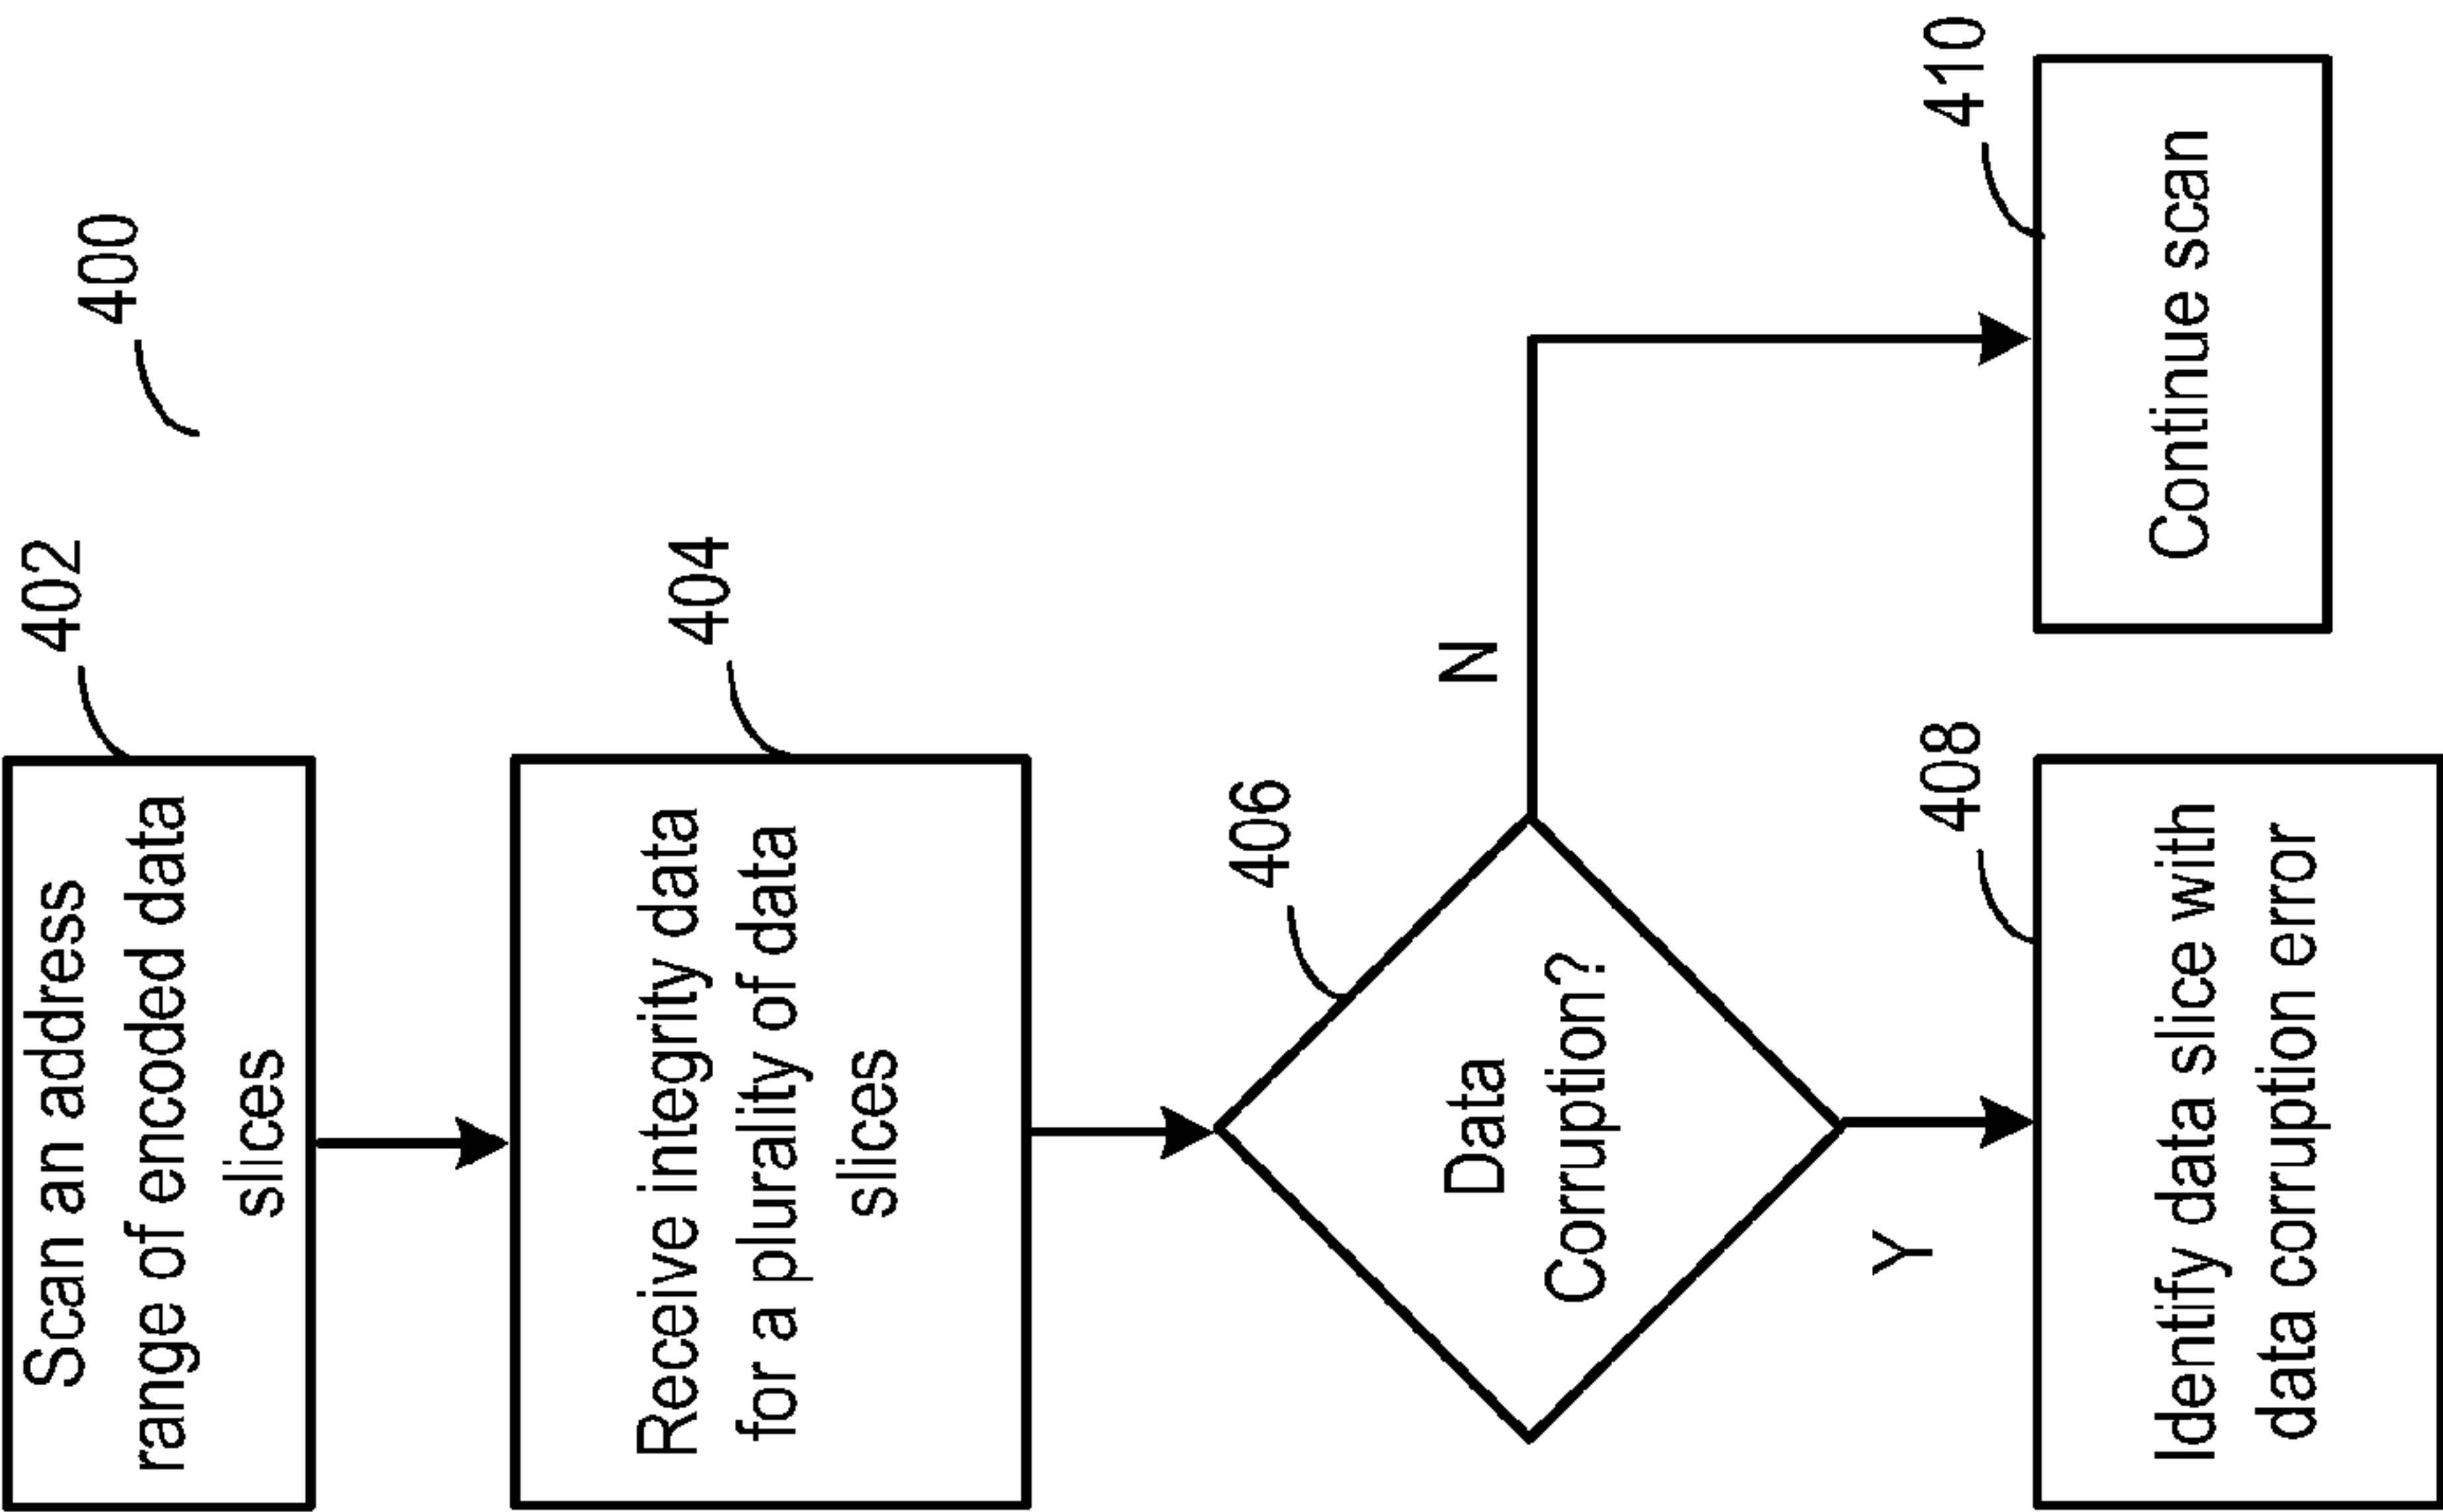 400
402
Scan an address
range of encoded data
slices
404
Receive integrity data
for a plurality of data
slices
406
Data
Corruption?
N
Y
408
Identify data slice with
data corruption error
410
Continue scan